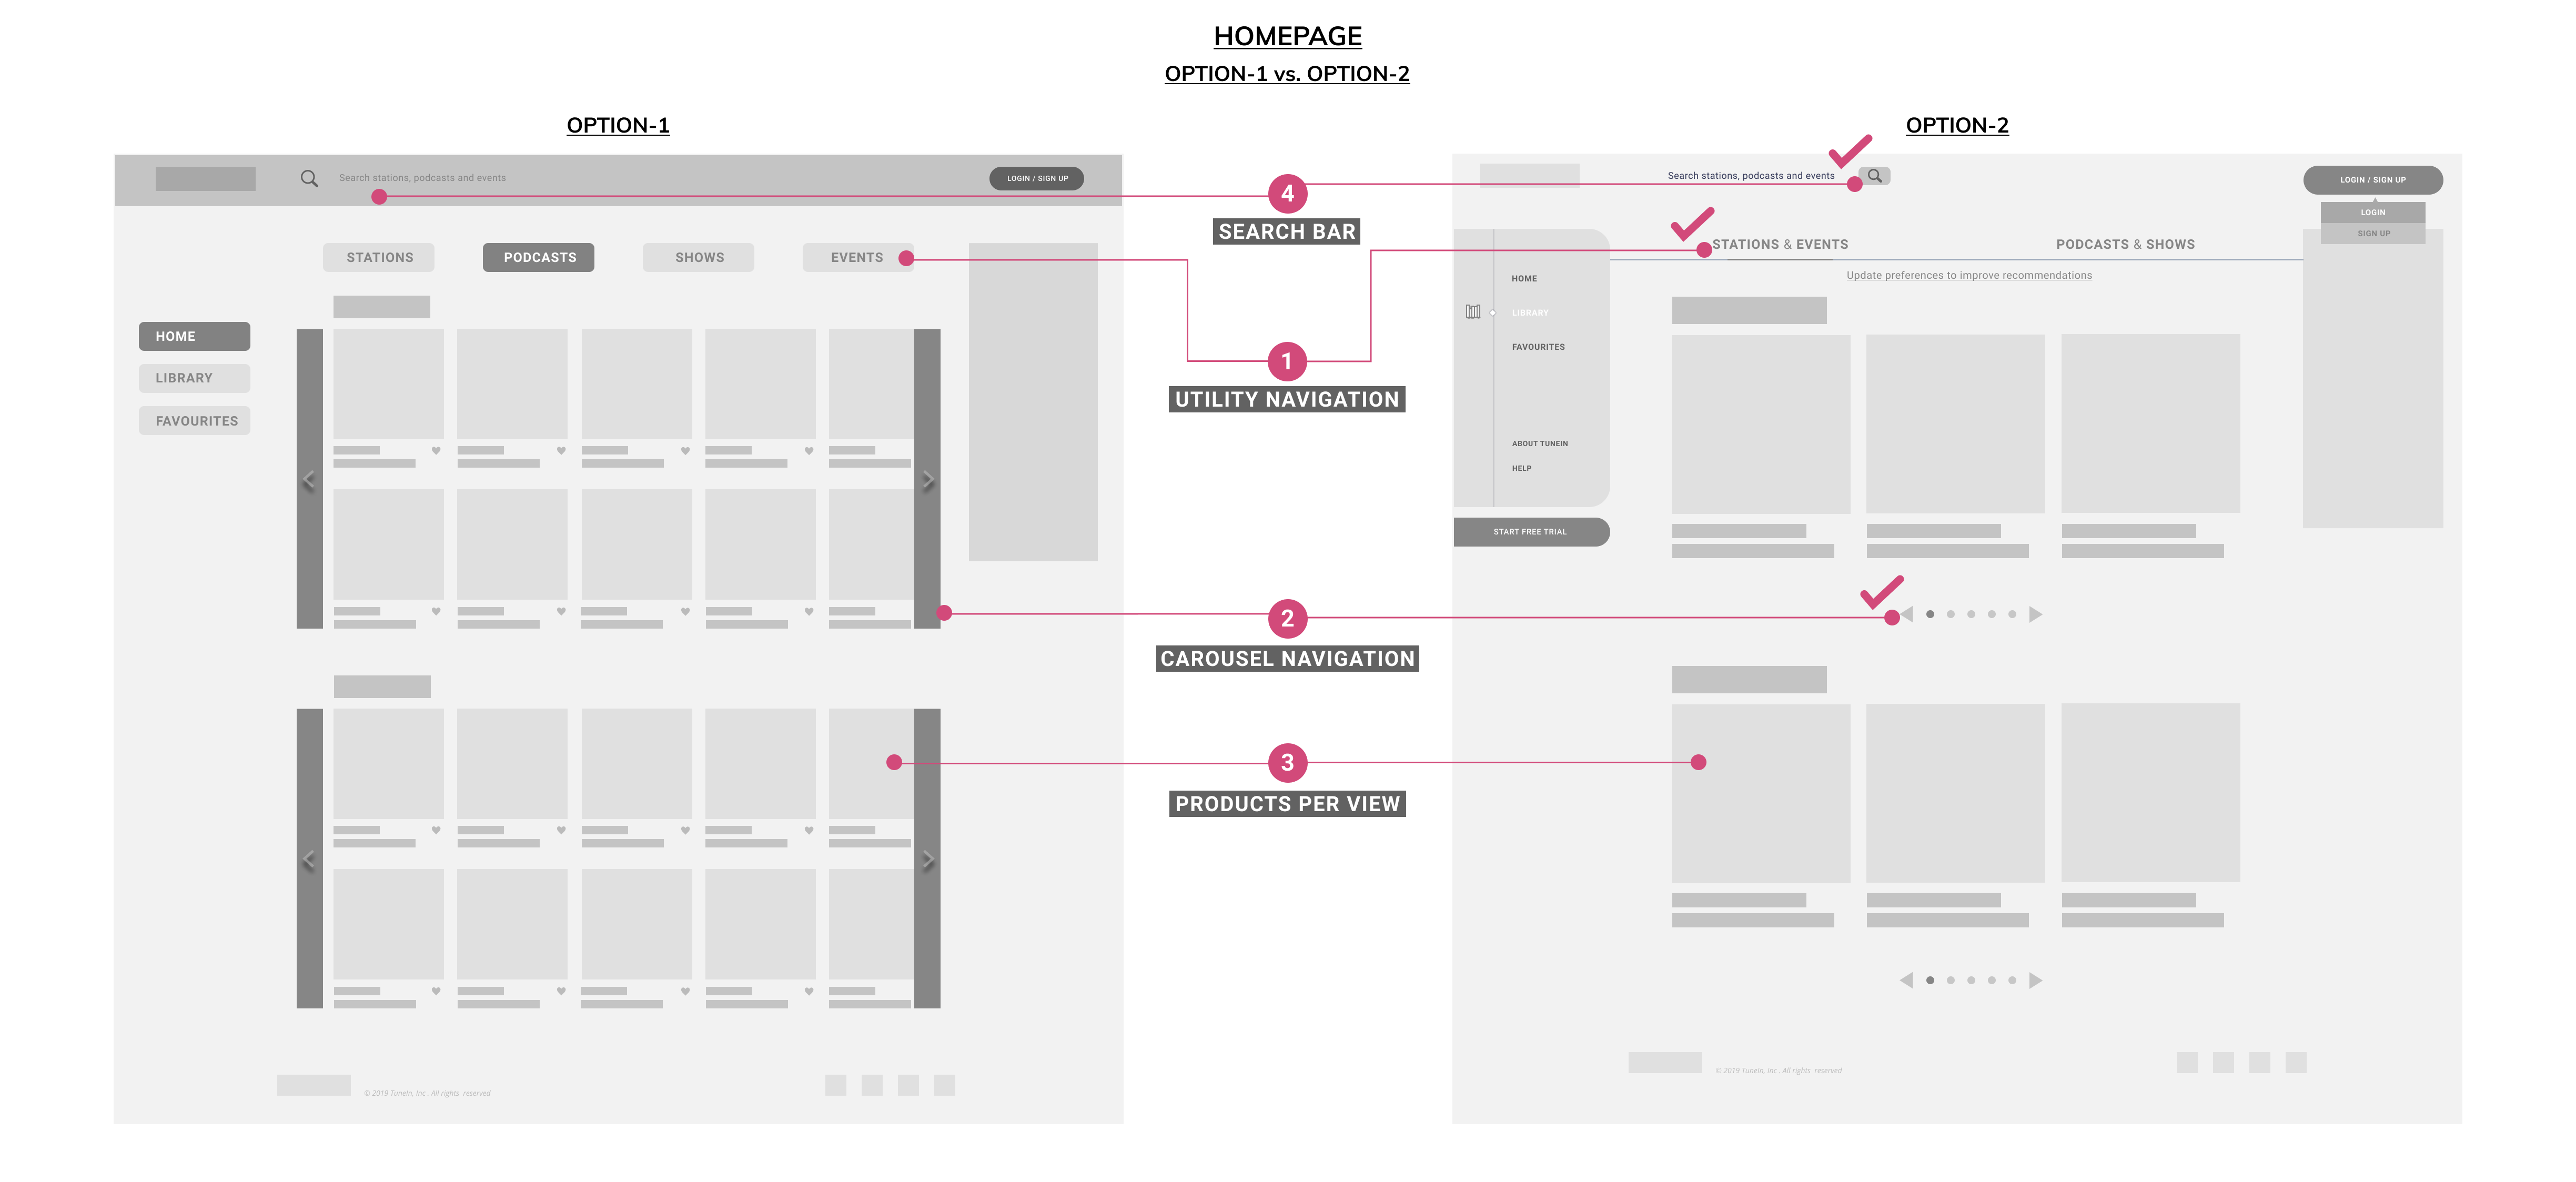 HOMEPAGE
OPTION-1 vs. OPTION-2
OPTION-1
Search stations, podcasts and events
LOGIN / SIGN UP
STATIONS
PODCASTS
SHOWS
EVENTS
HOME
LIBRARY
FAVOURITES
© 2019 TuneIn, Inc . All rights reserved
4
SEARCH BAR
1
UTILITY NAVIGATION
2
CAROUSEL NAVIGATION
3
PRODUCTS PER VIEW
OPTION-2
Search stations, podcasts and events
LOGIN / SIGN UP
LOGIN
SIGN UP
STATIONS & EVENTS
PODCASTS & SHOWS
Update preferences to improve recommendations
HOME
LIBRARY
FAVOURITES
ABOUT TUNEIN
HELP
START FREE TRIAL
© 2019 TuneIn, Inc . All rights reserved